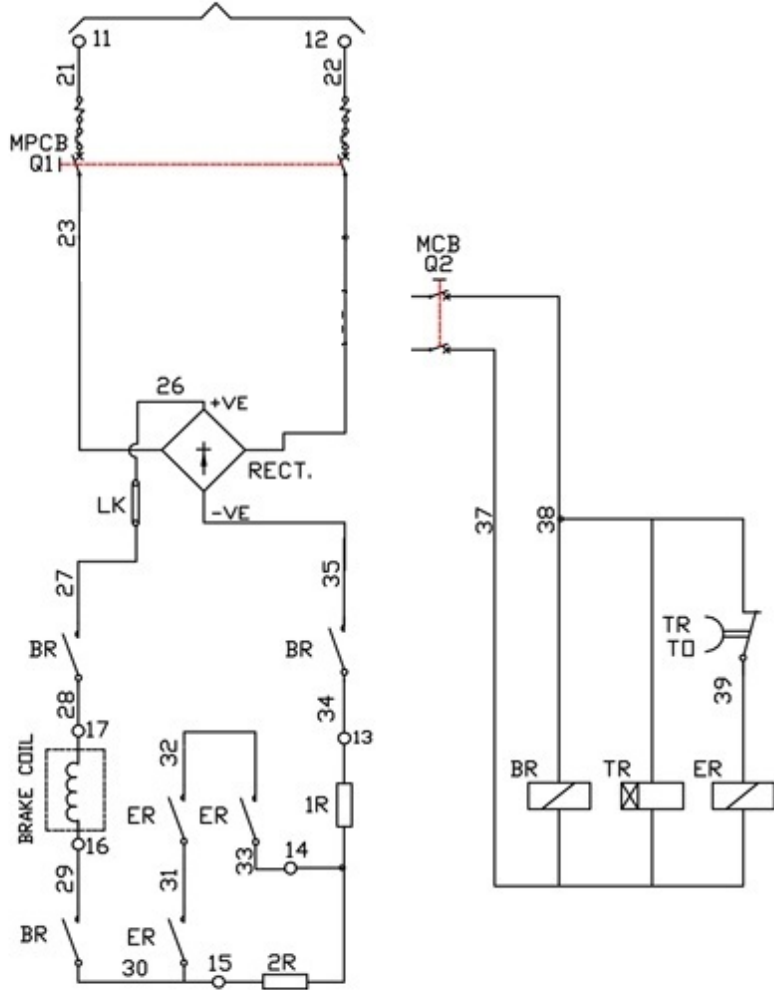 11
12
21
22
MPCB
Q1
23
MCB
Q2
26
+VE
RECT.
LK
-VE
37
38
27
35
TR
TO
BR
BR
39
28
34
17
13
32
BRAKE COIL
BR
TR
ER
1R
ER
ER
16
33
14
29
31
BR
ER
30
15
2R